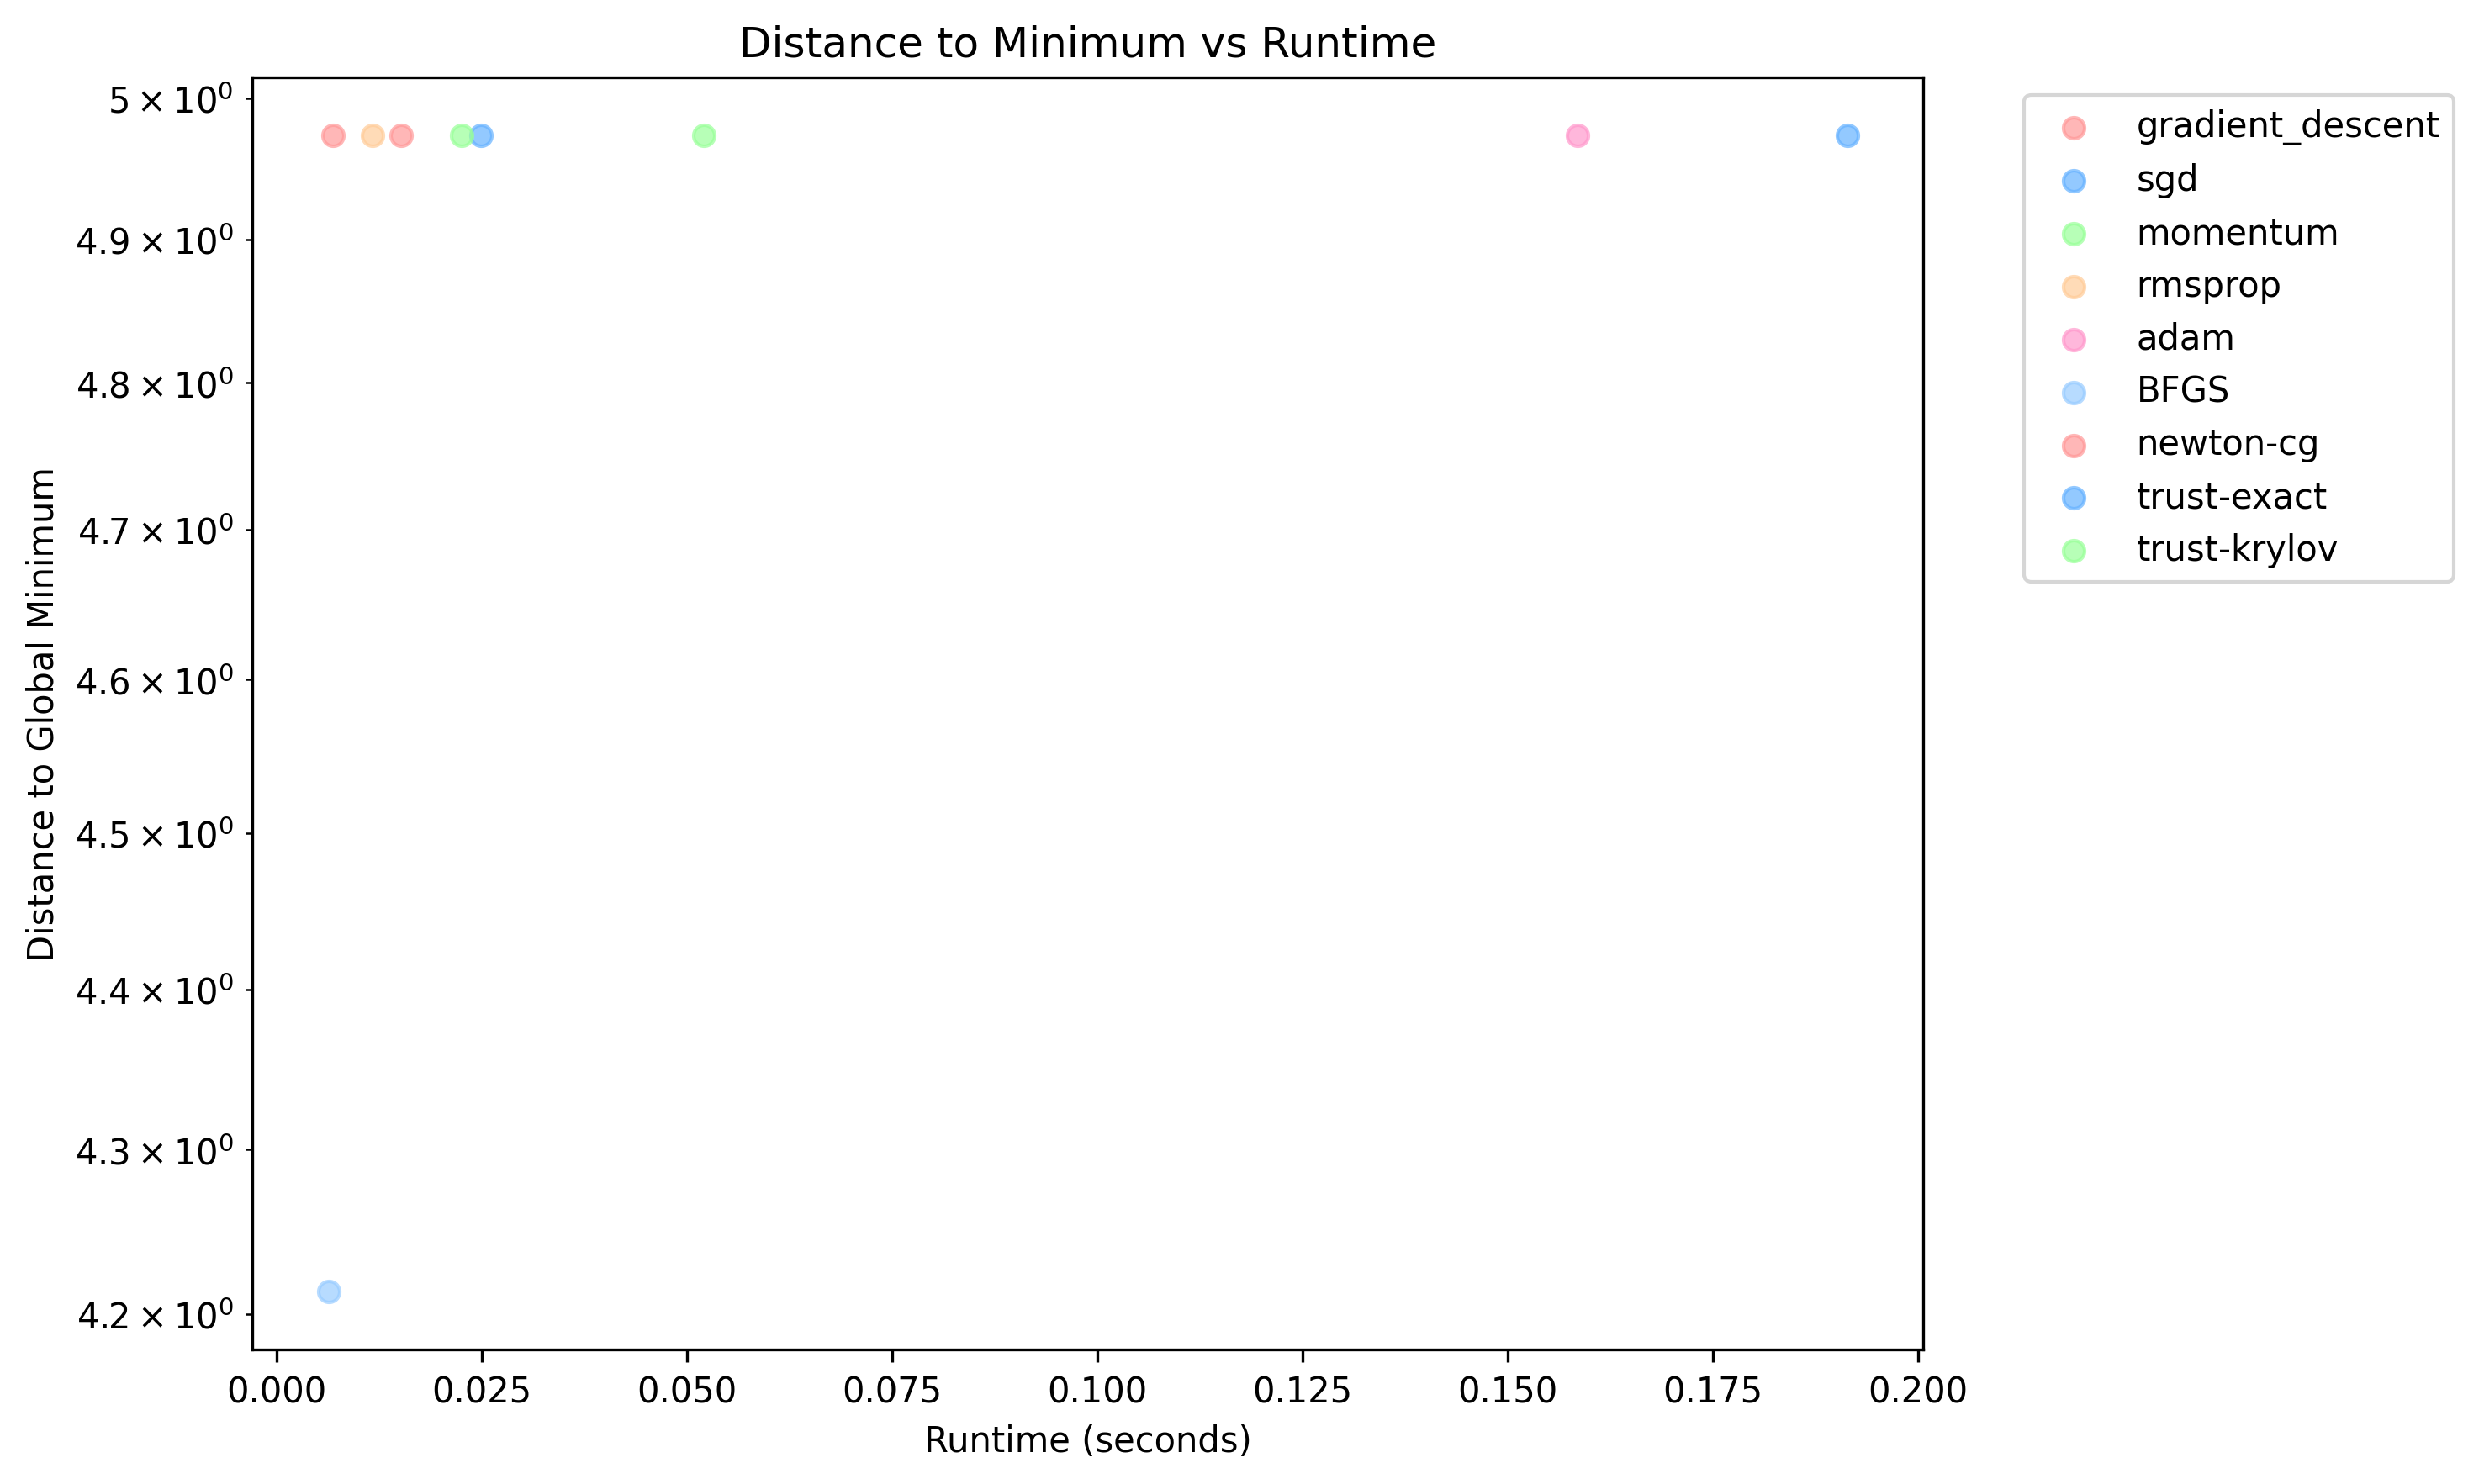 Distance to Minimum vs Runtime
5 × 10⁰
4.9 × 10⁰
4.8 × 10⁰
4.7 × 10⁰
4.6 × 10⁰
4.5 × 10⁰
4.4 × 10⁰
4.3 × 10⁰
4.2 × 10⁰
Distance to Global Minimum
0.000 0.025 0.050 0.075 0.100 0.125 0.150 0.175 0.200
Runtime (seconds)
gradient_descent
sgd
momentum
rmsprop
adam
BFGS
newton-cg
trust-exact
trust-krylov